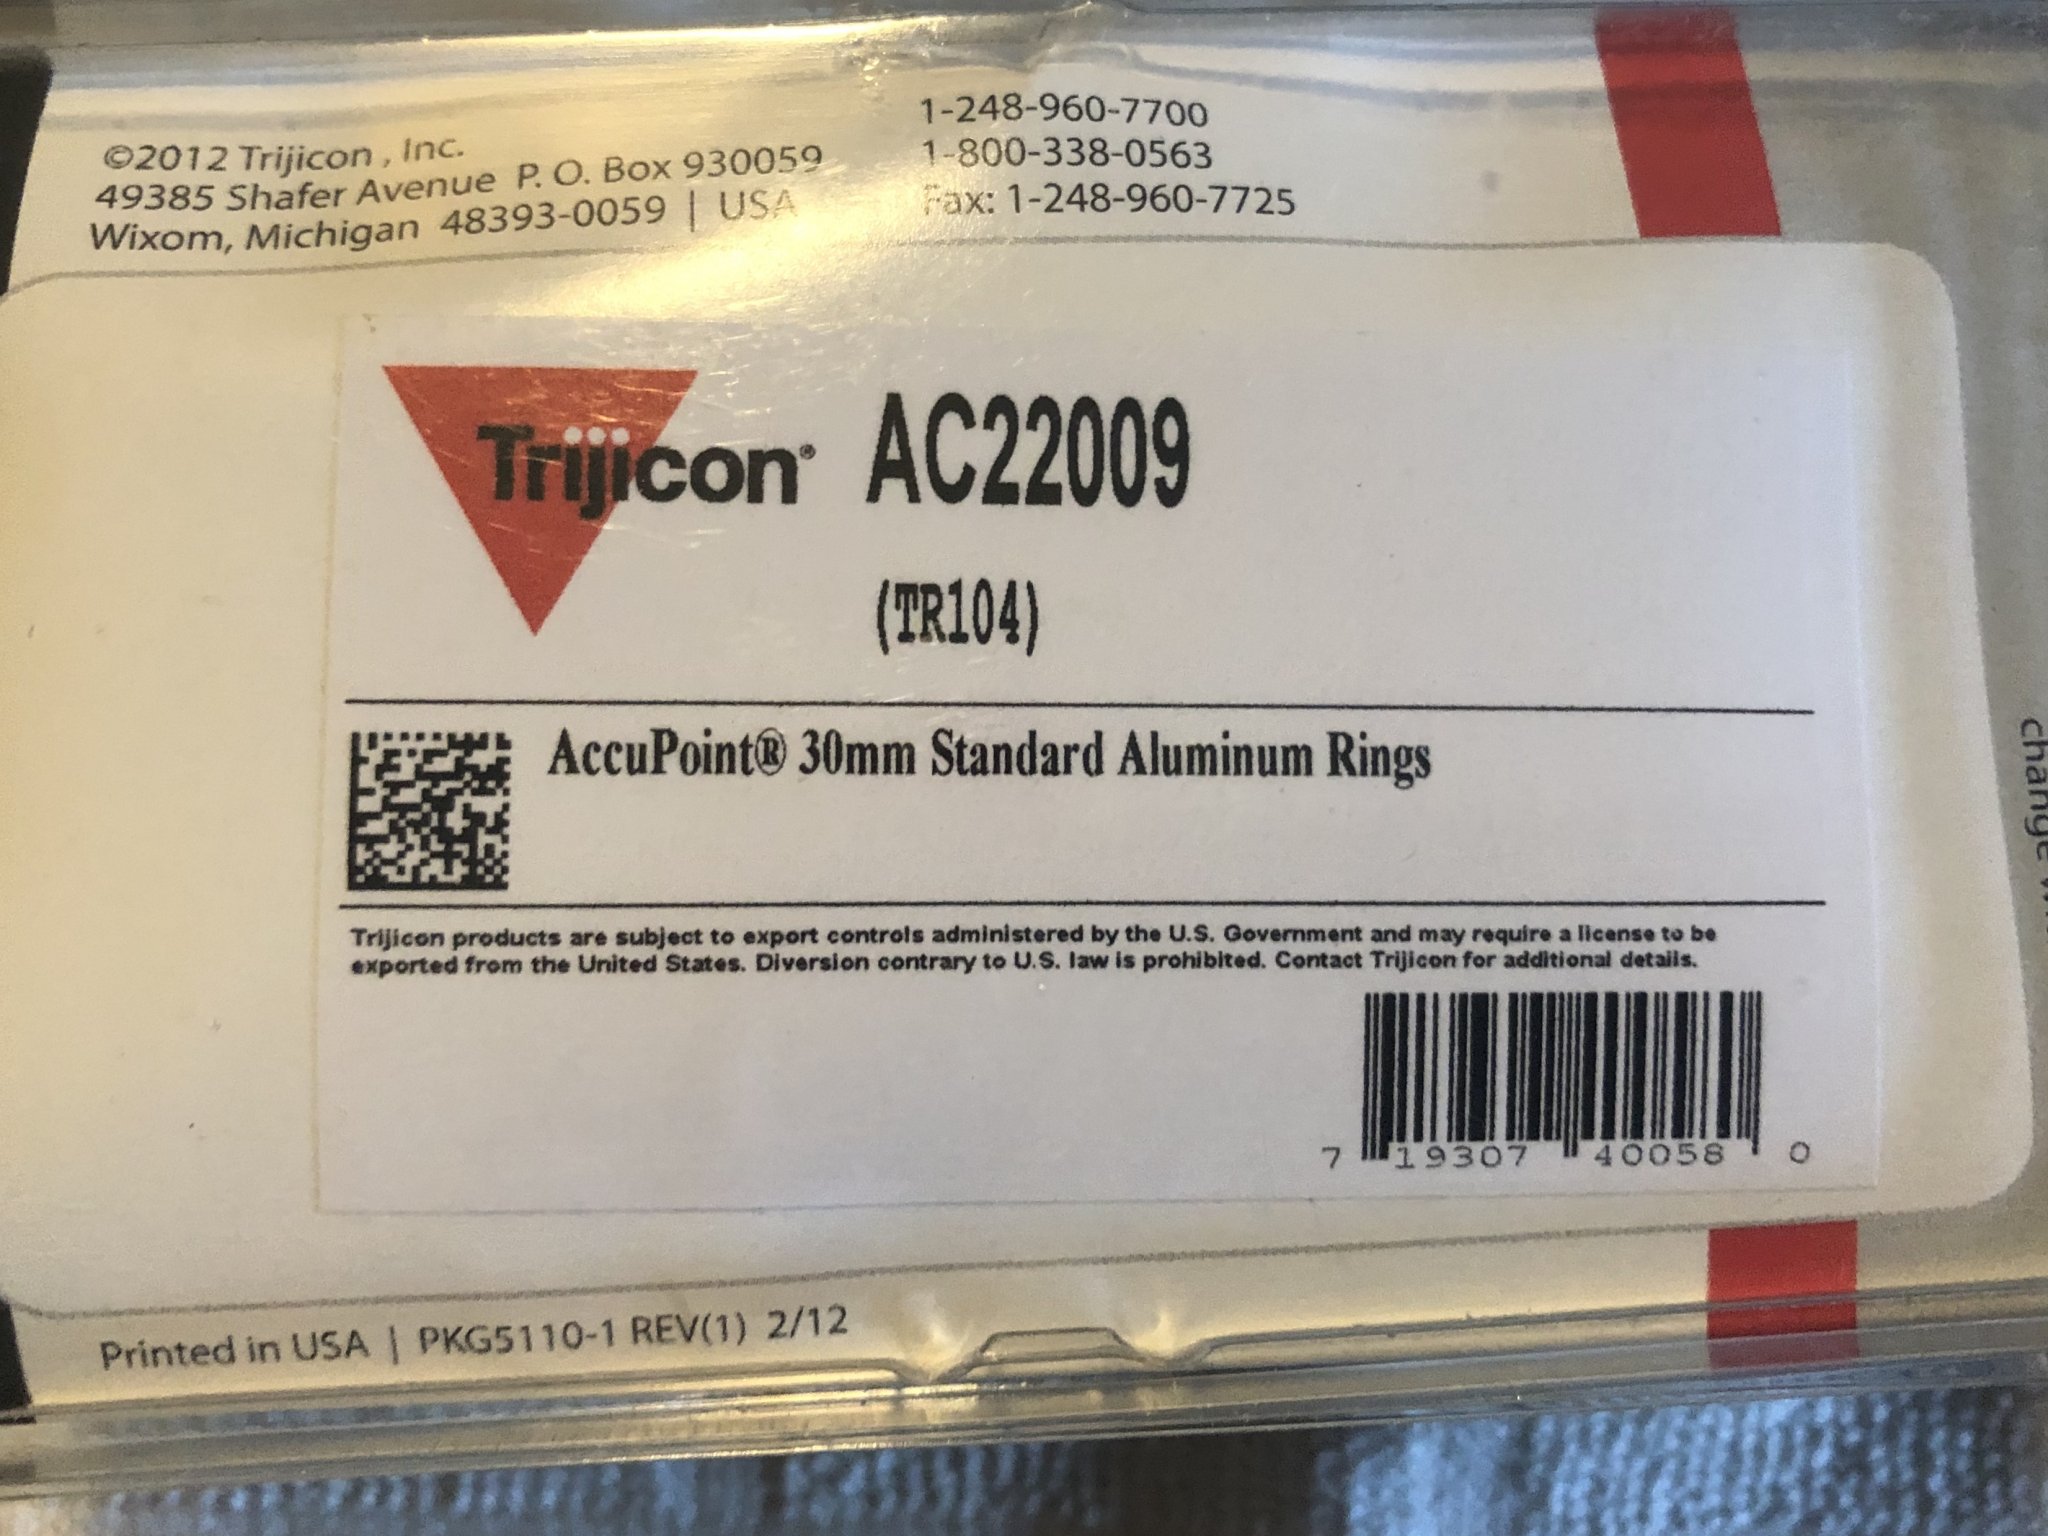 ©2012 Trijicon, Inc.
49385 Shafer Avenue P. O. Box 930059
Wixom, Michigan 48393-0059 | USA
1-248-960-7700
1-800-338-0563
Fax: 1-248-960-7725
Trijicon® AC22009
(TR104)
AccuPoint® 30mm Standard Aluminum Rings
Trijicon products are subject to export controls administered by the U.S. Government and may require a license to be
exported from the United States. Diversion contrary to U.S. law is prohibited. Contact Trijicon for additional details.
7 19307 40058 0
Printed in USA | PKG5110-1 REV(1) 2/12
change